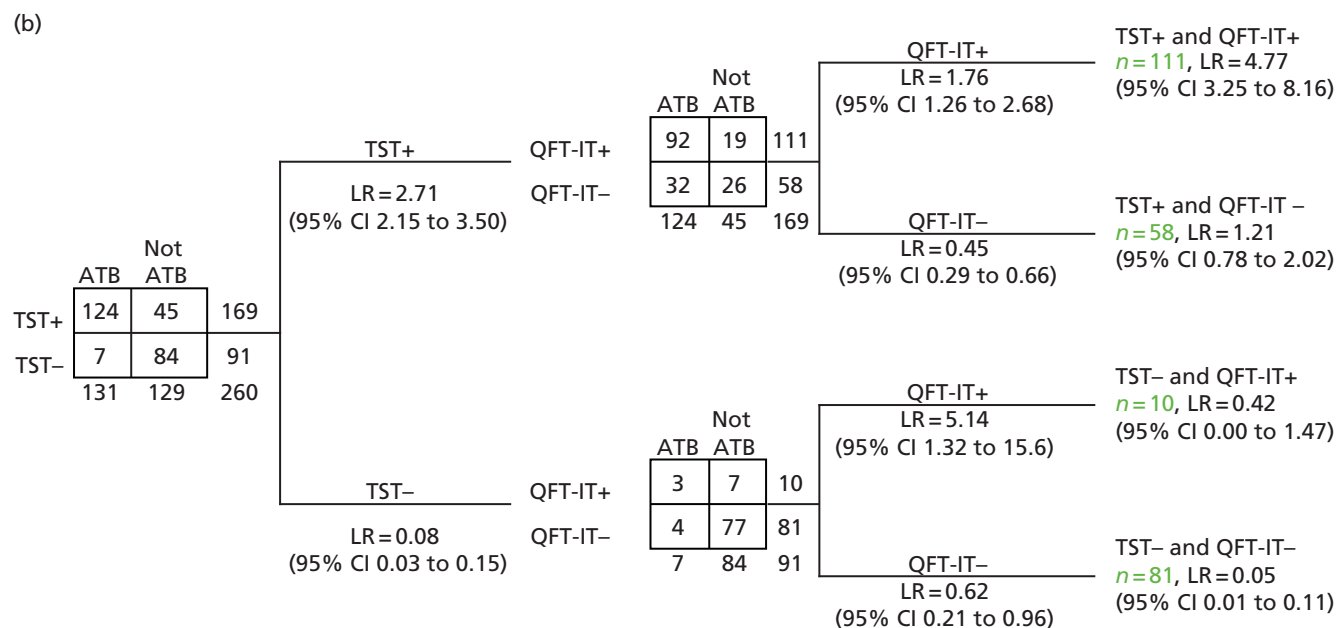 (b)
ATB Not ATB
TST+ 124 45 169
TST– 7 84 91
131 129 260
TST+
LR = 2.71
(95% CI 2.15 to 3.50)
TST–
LR = 0.08
(95% CI 0.03 to 0.15)
ATB Not ATB
QFT-IT+ 92 19 111
QFT-IT– 32 26 58
124 45 169
QFT-IT+
LR = 1.76
(95% CI 1.26 to 2.68)
TST+ and QFT-IT+
n = 111, LR = 4.77
(95% CI 3.25 to 8.16)
QFT-IT–
LR = 0.45
(95% CI 0.29 to 0.66)
TST+ and QFT-IT –
n = 58, LR = 1.21
(95% CI 0.78 to 2.02)
ATB Not ATB
QFT-IT+ 3 7 10
QFT-IT– 4 77 81
7 84 91
QFT-IT+
LR = 5.14
(95% CI 1.32 to 15.6)
TST– and QFT-IT+
n = 10, LR = 0.42
(95% CI 0.00 to 1.47)
QFT-IT–
LR = 0.62
(95% CI 0.21 to 0.96)
TST– and QFT-IT–
n = 81, LR = 0.05
(95% CI 0.01 to 0.11)